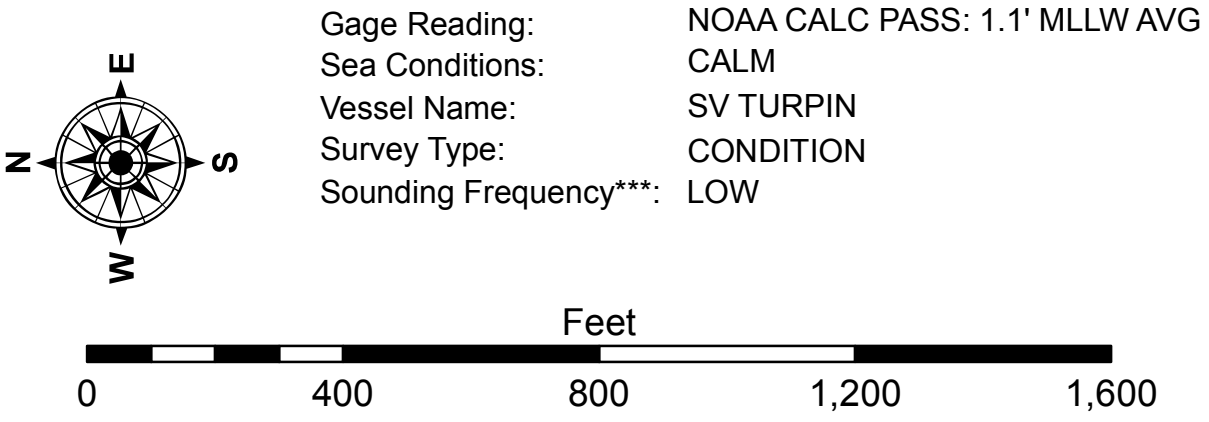 Gage Reading: NOAA CALC PASS: 1.1' MLLW AVG
Sea Conditions: CALM
Vessel Name: SV TURPIN
Survey Type: CONDITION
Sounding Frequency***: LOW
E
N
S
W
Feet
0 400 800 1,200 1,600